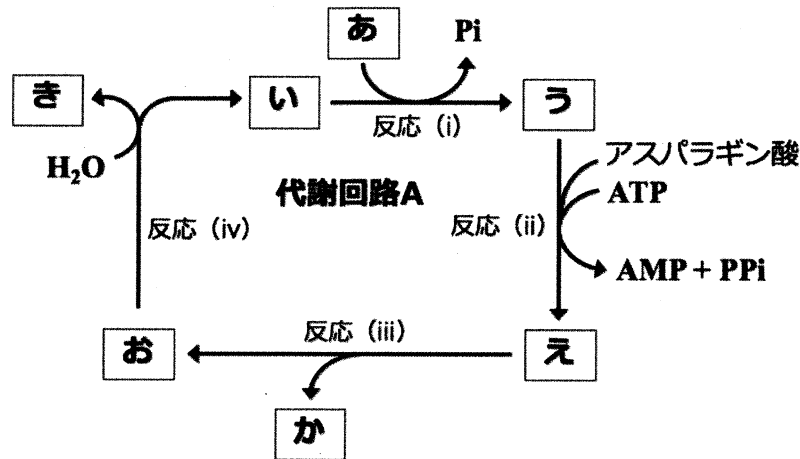 あ
Pi
き
い
う
反応（i）
H₂O
アスパラギン酸
ATP
代謝回路A
反応（iv）
反応（ii）
AMP + PPi
反応（iii）
お
え
か